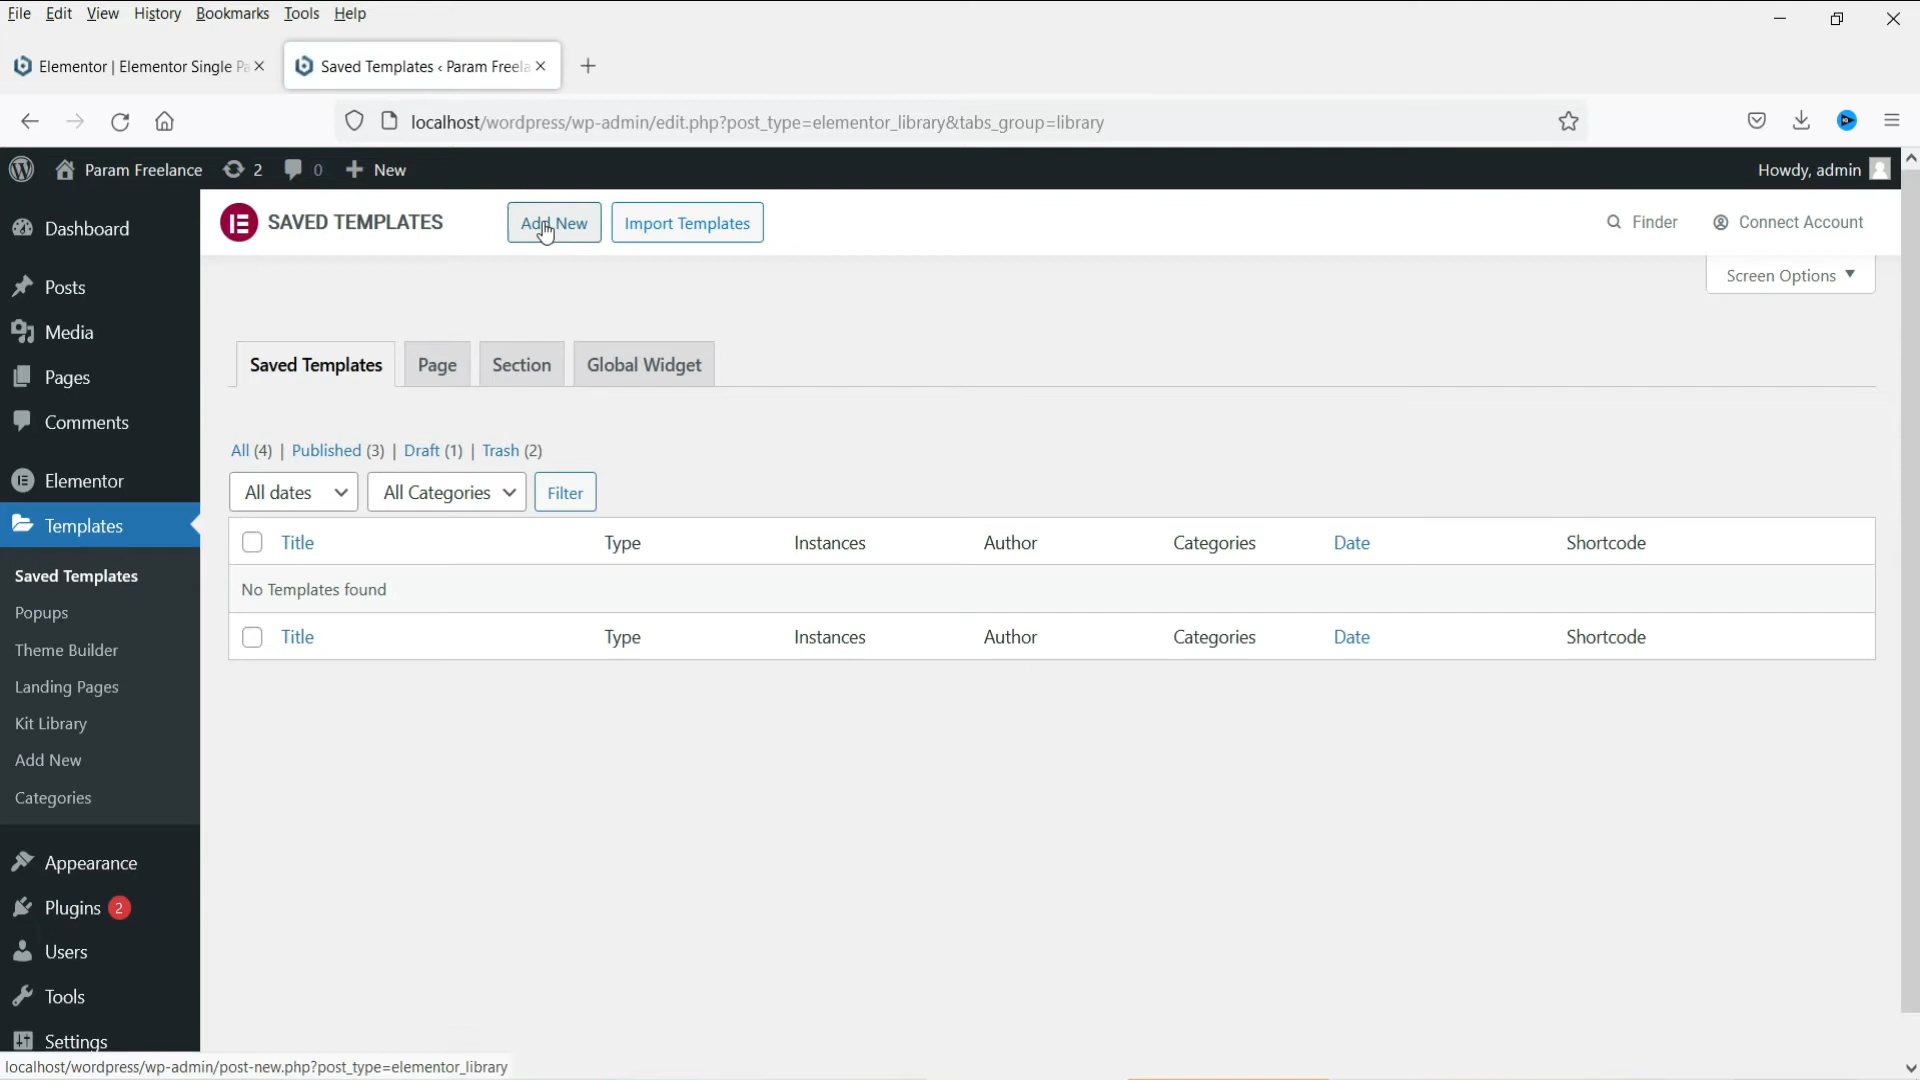 File Edit View History Bookmarks Tools Help
Elementor | Elementor Single Pa
Saved Templates ‹ Param Freela
localhost/wordpress/wp-admin/edit.php?post_type=elementor_library&tabs_group=library
Param Freelance 2 0 New Howdy, admin
SAVED TEMPLATES Add New Import Templates Finder Connect Account
Screen Options
Dashboard
Posts
Media
Pages
Comments
Elementor
Templates
Saved Templates
Popups
Theme Builder
Landing Pages
Kit Library
Add New
Categories
Appearance
Plugins 2
Users
Tools
Settings
Saved Templates Page Section Global Widget
All (4) | Published (3) | Draft (1) | Trash (2)
All dates All Categories Filter
Title Type Instances Author Categories Date Shortcode
No Templates found
Title Type Instances Author Categories Date Shortcode
localhost/wordpress/wp-admin/post-new.php?post_type=elementor_library